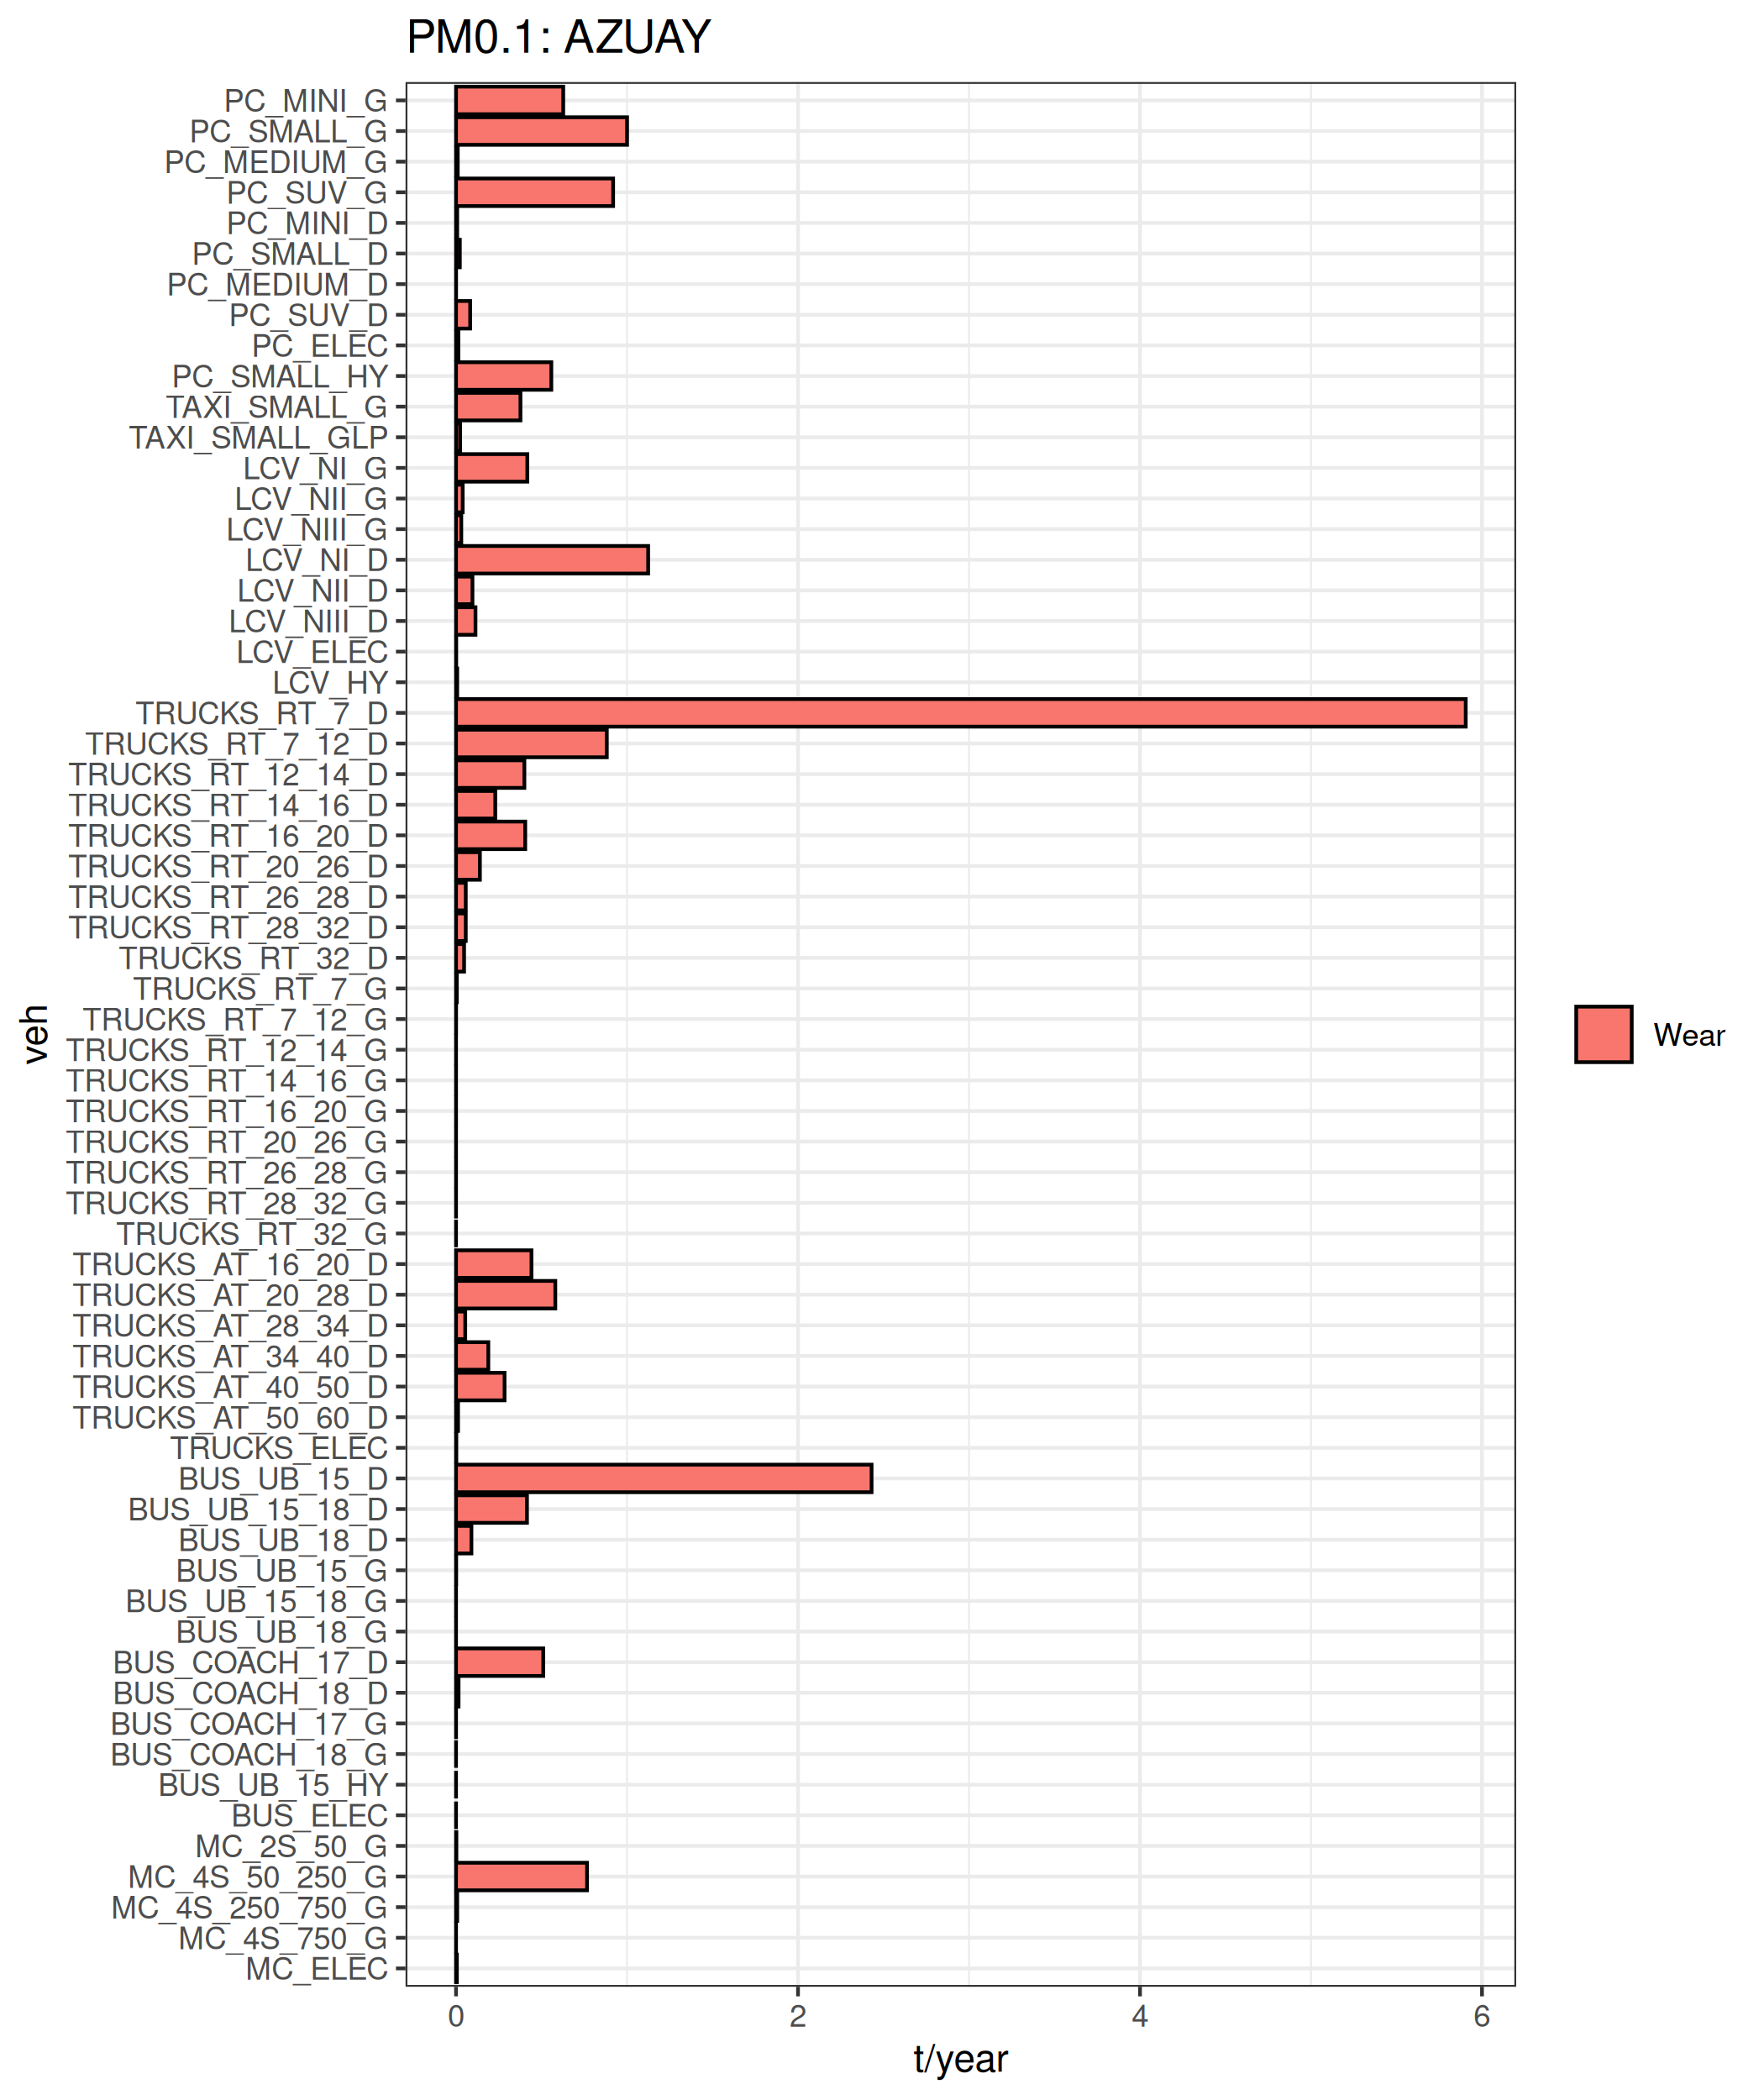 PM0.1: AZUAY
PC_MINI_G
PC_SMALL_G
PC_MEDIUM_G
PC_SUV_G
PC_MINI_D
PC_SMALL_D
PC_MEDIUM_D
PC_SUV_D
PC_ELEC
PC_SMALL_HY
TAXI_SMALL_G
TAXI_SMALL_GLP
LCV_NI_G
LCV_NII_G
LCV_NIII_G
LCV_NI_D
LCV_NII_D
LCV_NIII_D
LCV_ELEC
LCV_HY
TRUCKS_RT_7_D
TRUCKS_RT_7_12_D
TRUCKS_RT_12_14_D
TRUCKS_RT_14_16_D
TRUCKS_RT_16_20_D
TRUCKS_RT_20_26_D
TRUCKS_RT_26_28_D
TRUCKS_RT_28_32_D
TRUCKS_RT_32_D
TRUCKS_RT_7_G
TRUCKS_RT_7_12_G
TRUCKS_RT_12_14_G
TRUCKS_RT_14_16_G
TRUCKS_RT_16_20_G
TRUCKS_RT_20_26_G
TRUCKS_RT_26_28_G
TRUCKS_RT_28_32_G
TRUCKS_RT_32_G
TRUCKS_AT_16_20_D
TRUCKS_AT_20_28_D
TRUCKS_AT_28_34_D
TRUCKS_AT_34_40_D
TRUCKS_AT_40_50_D
TRUCKS_AT_50_60_D
TRUCKS_ELEC
BUS_UB_15_D
BUS_UB_15_18_D
BUS_UB_18_D
BUS_UB_15_G
BUS_UB_15_18_G
BUS_UB_18_G
BUS_COACH_17_D
BUS_COACH_18_D
BUS_COACH_17_G
BUS_COACH_18_G
BUS_UB_15_HY
BUS_ELEC
MC_2S_50_G
MC_4S_50_250_G
MC_4S_250_750_G
MC_4S_750_G
MC_ELEC
veh
0 2 4 6
t/year
Wear